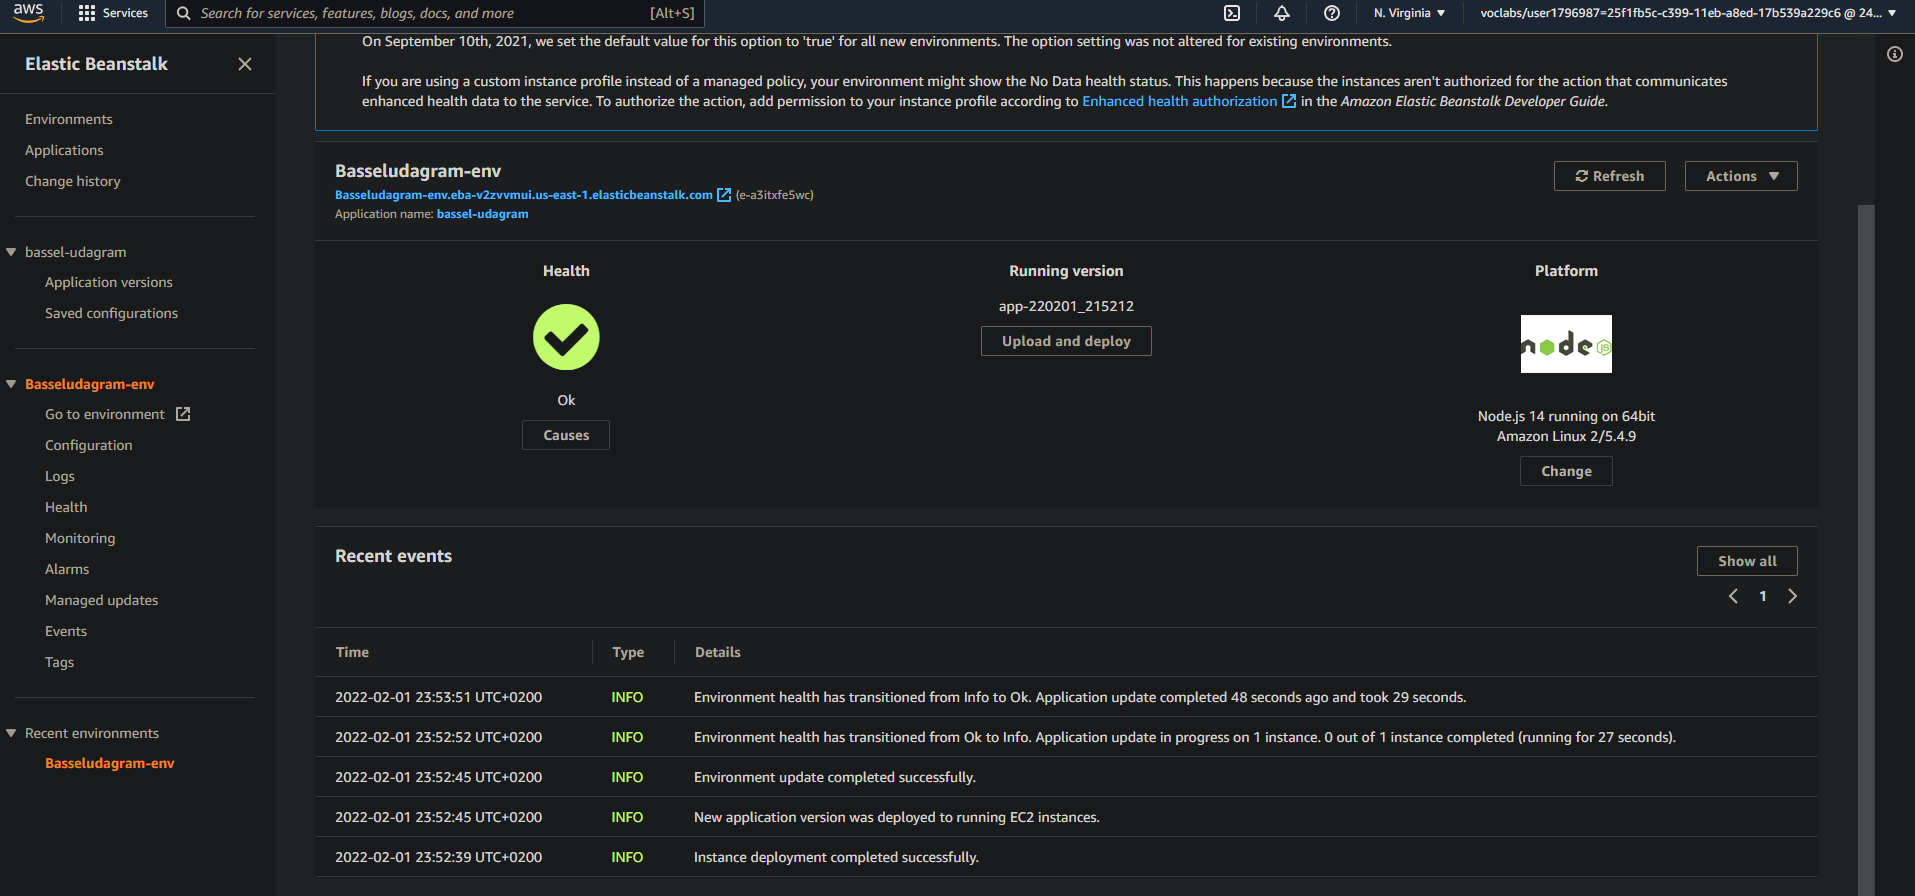 aws
Services
Search for services, features, blogs, docs, and more
[Alt+S]
N. Virginia
voclabs/user1796987=25f1fb5c-c399-11eb-a8ed-17b539a229c6 @ 24...
Elastic Beanstalk
Environments
Applications
Change history
bassel-udagram
Application versions
Saved configurations
Basseludagram-env
Go to environment
Configuration
Logs
Health
Monitoring
Alarms
Managed updates
Events
Tags
Recent environments
Basseludagram-env
On September 10th, 2021, we set the default value for this option to 'true' for all new environments. The option setting was not altered for existing environments.
If you are using a custom instance profile instead of a managed policy, your environment might show the No Data health status. This happens because the instances aren't authorized for the action that communicates
enhanced health data to the service. To authorize the action, add permission to your instance profile according to Enhanced health authorization in the Amazon Elastic Beanstalk Developer Guide.
Basseludagram-env
Basseludagram-env.eba-v2zvvmui.us-east-1.elasticbeanstalk.com (e-a3itxfe5wc)
Application name: bassel-udagram
Refresh
Actions
Health
Ok
Causes
Running version
app-220201_215212
Upload and deploy
Platform
node JS
Node.js 14 running on 64bit
Amazon Linux 2/5.4.9
Change
Recent events
Show all
1
Time Type Details
2022-02-01 23:53:51 UTC+0200 INFO Environment health has transitioned from Info to Ok. Application update completed 48 seconds ago and took 29 seconds.
2022-02-01 23:52:52 UTC+0200 INFO Environment health has transitioned from Ok to Info. Application update in progress on 1 instance. 0 out of 1 instance completed (running for 27 seconds).
2022-02-01 23:52:45 UTC+0200 INFO Environment update completed successfully.
2022-02-01 23:52:45 UTC+0200 INFO New application version was deployed to running EC2 instances.
2022-02-01 23:52:39 UTC+0200 INFO Instance deployment completed successfully.